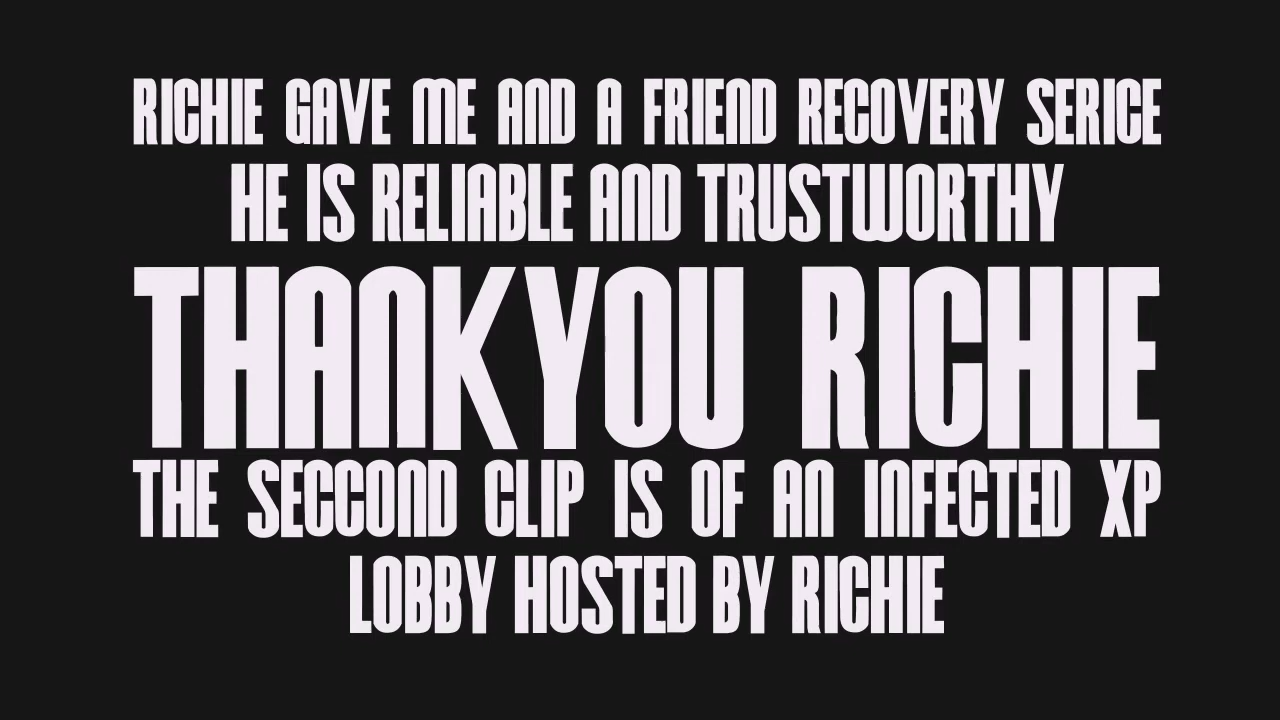 RICHIE GAVE ME AND A FRIEND RECOVERY SERICE
HE IS RELIABLE AND TRUSTWORTHY
THANKYOU RICHIE
THE SECCOND CLIP IS OF AN INFECTED XP
LOBBY HOSTED BY RICHIE